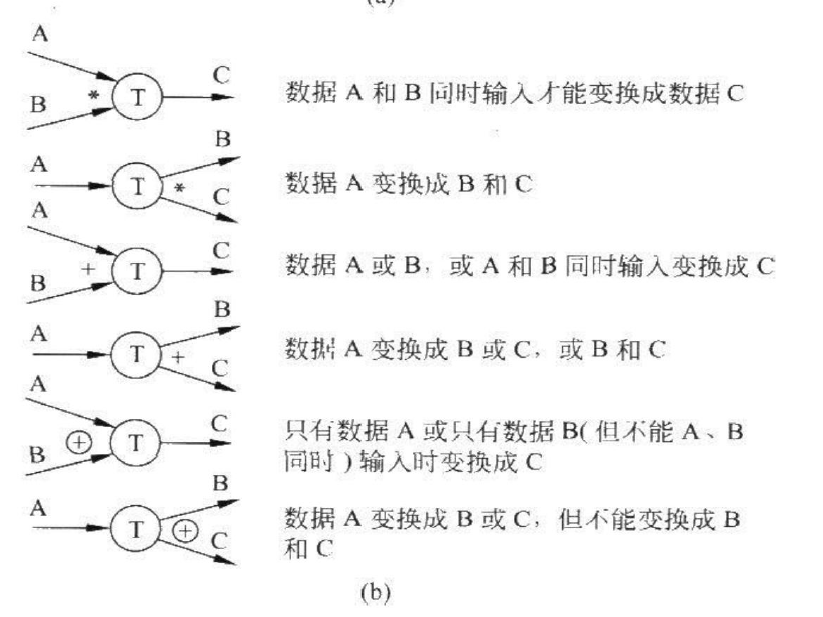 (a)
A
B
*
T
C
数据 A 和 B 同时输入才能变换成数据 C
A
T
*
B
C
数据 A 变换成 B 和 C
A
B
+
T
C
数据 A 或 B，或 A 和 B 同时输入变换成 C
A
T
+
B
C
数据 A 变换成 B 或 C，或 B 和 C
A
B
⊕
T
C
只有数据 A 或只有数据 B( 但不能 A、B
同时 ) 输入时变换成 C
A
T
⊕
B
C
数据 A 变换成 B 或 C，但不能变换成 B
和 C
(b)